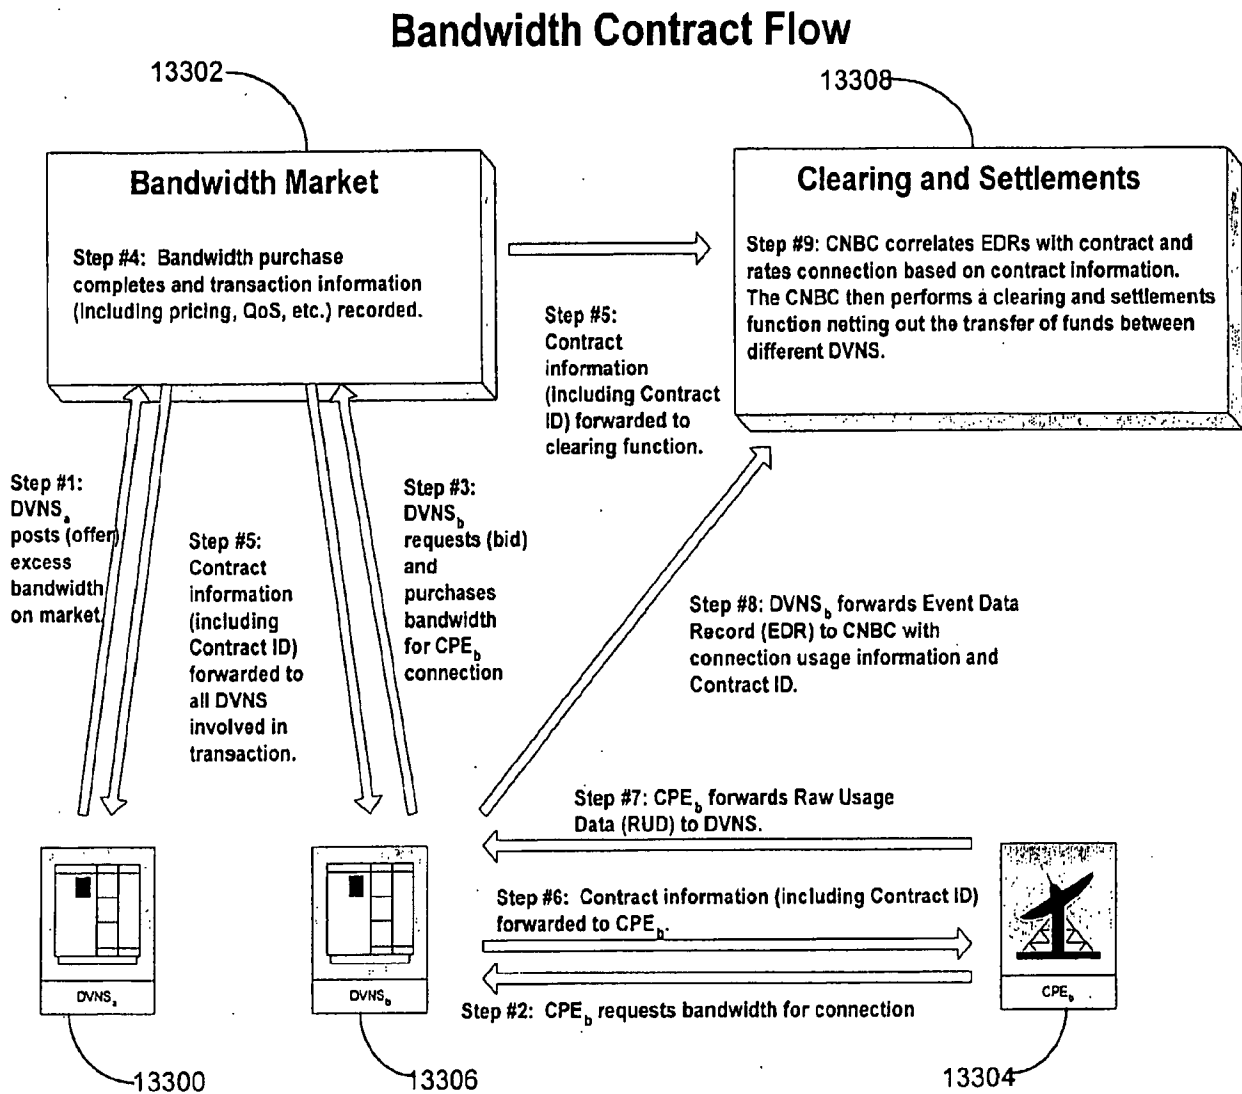 Bandwidth Contract Flow
13302
13308
Bandwidth Market
Step #4: Bandwidth purchase
completes and transaction information
(including pricing, QoS, etc.) recorded.
Clearing and Settlements
Step #9: CNBC correlates EDRs with contract and
rates connection based on contract information.
The CNBC then performs a clearing and settlements
function netting out the transfer of funds between
different DVNS.
Step #5:
Contract
information
(including Contract
ID) forwarded to
clearing function.
Step #1:
DVNSa
posts (offer)
excess
bandwidth
on market.
Step #5:
Contract
information
(including
Contract ID)
forwarded to
all DVNS
involved in
transaction.
Step #3:
DVNSb
requests (bid)
and
purchases
bandwidth
for CPEb
connection
Step #8: DVNSb forwards Event Data
Record (EDR) to CNBC with
connection usage information and
Contract ID.
Step #7: CPEb forwards Raw Usage
Data (RUD) to DVNS.
Step #6: Contract information (including Contract ID)
forwarded to CPEb.
Step #2: CPEb requests bandwidth for connection
DVNSa
DVNSb
CPEb
13300
13306
13304